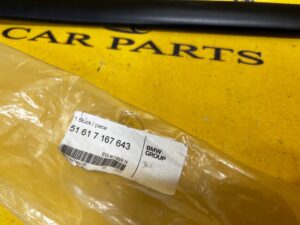 CAR PARTS
1 Stück / piece
51 61 7 167 643
BMW
GROUP